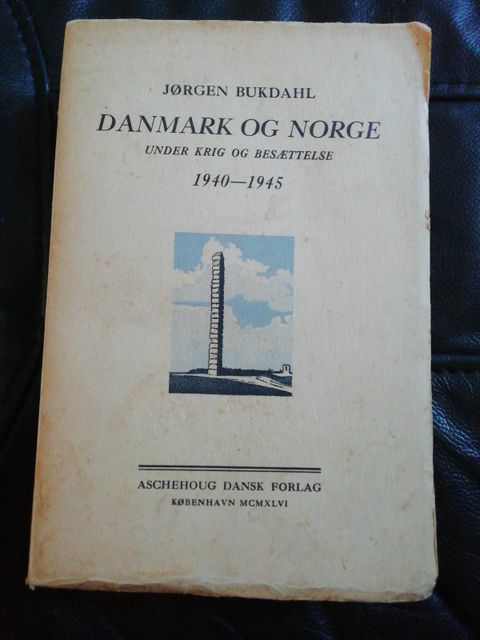 JØRGEN BUKDAHL
DANMARK OG NORGE
UNDER KRIG OG BESÆTTELSE
1940—1945
ASCHEHOUG DANSK FORLAG
KØBENHAVN MCMXLVI